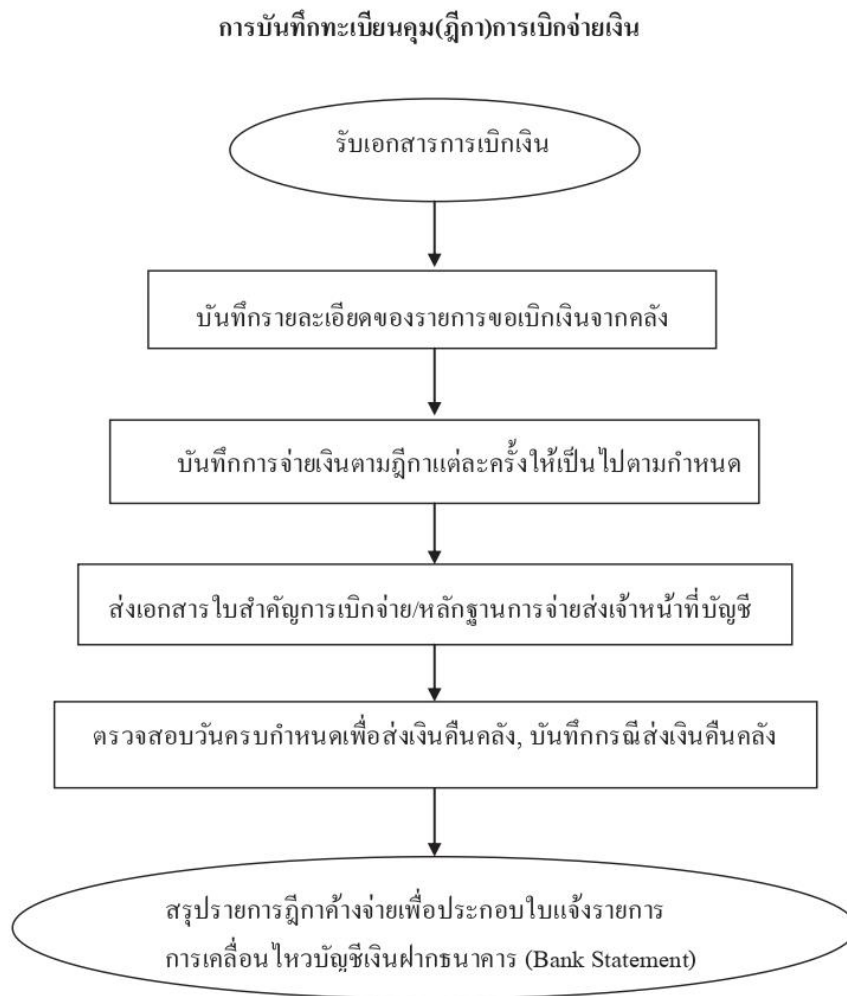 การบันทึกทะเบียนคุม(ฎีกา)การเบิกจ่ายเงิน
รับเอกสารการเบิกเงิน
บันทึกรายละเอียดของรายการขอเบิกเงินจากคลัง
บันทึกการจ่ายเงินตามฎีกาแต่ละครั้งให้เป็นไปตามกำหนด
ส่งเอกสารใบสำคัญการเบิกจ่าย/หลักฐานการจ่ายส่งเจ้าหน้าที่บัญชี
ตรวจสอบวันครบกำหนดเพื่อส่งเงินคืนคลัง, บันทึกกรณีส่งเงินคืนคลัง
สรุปรายการฎีกาค้างจ่ายเพื่อประกอบใบแจ้งรายการ
การเคลื่อนไหวบัญชีเงินฝากธนาคาร (Bank Statement)